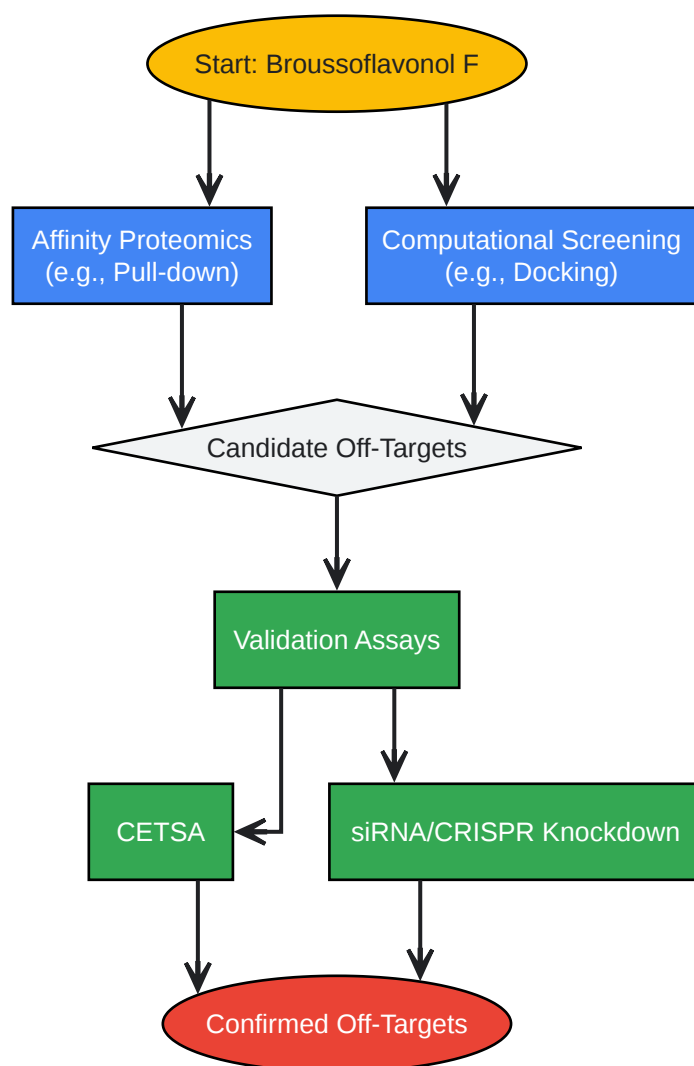 Start: Broussoflavonol F
Affinity Proteomics
(e.g., Pull-down)
Computational Screening
(e.g., Docking)
Candidate Off-Targets
Validation Assays
CETSA
siRNA/CRISPR Knockdown
Confirmed Off-Targets